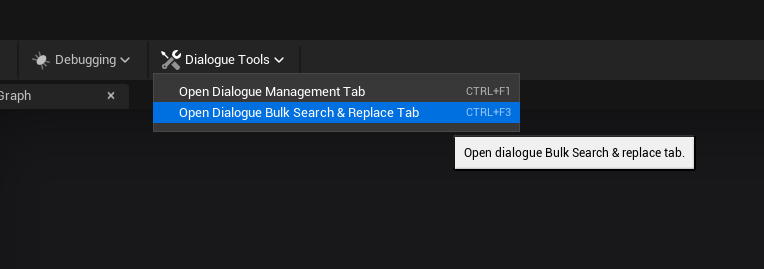 Debugging
Dialogue Tools
Graph
Open Dialogue Management Tab CTRL+F1
Open Dialogue Bulk Search & Replace Tab CTRL+F3
Open dialogue Bulk Search & replace tab.